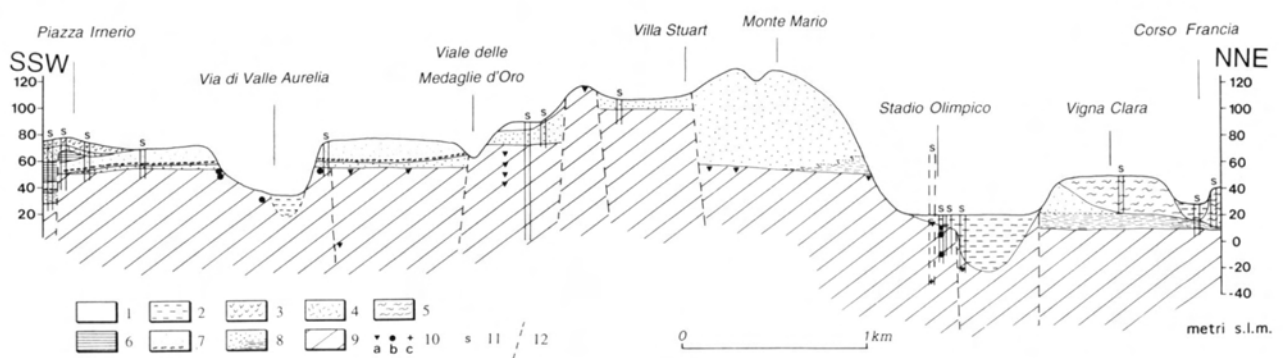 Piazza Irnerio
SSW
Via di Valle Aurelia
Viale delle
Medaglie d'Oro
Villa Stuart
Monte Mario
Stadio Olimpico
Vigna Clara
Corso Francia
NNE
120
100
80
60
40
20
120
100
80
60
40
20
0
-20
-40
metri s.l.m.
s s s s s s s s s s s s s s s s
1 2 3 4 5
6 7 8 9 10 s 11 12
a b c
0 1km